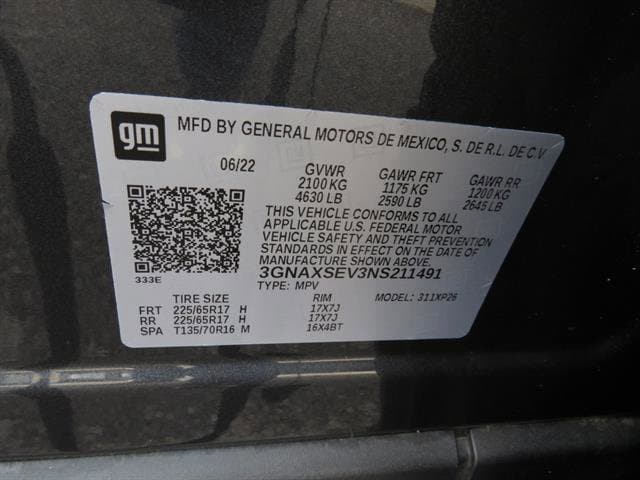 gm
MFD BY GENERAL MOTORS DE MEXICO, S. DE R.L. DE C.V
06/22 GVWR GAWR FRT GAWR RR
2100 KG 1175 KG 1200 KG
4630 LB 2590 LB 2645 LB
THIS VEHICLE CONFORMS TO ALL
APPLICABLE U.S. FEDERAL MOTOR
VEHICLE SAFETY AND THEFT PREVENTION
STANDARDS IN EFFECT ON THE DATE OF
MANUFACTURE SHOWN ABOVE.
3GNAXSEV3NS211491
333E
TYPE: MPV MODEL: 311XP26
TIRE SIZE RIM
FRT 225/65R17 H 17X7J
RR 225/65R17 H 17X7J
SPA T135/70R16 M 16X4BT